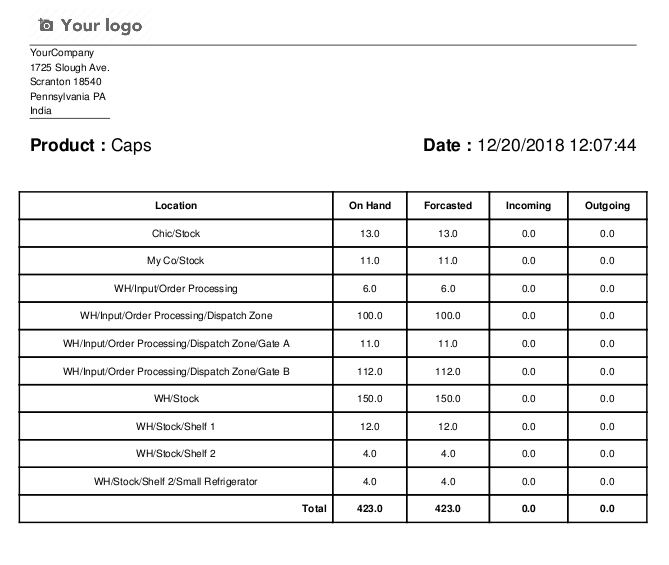 Your logo
YourCompany
1725 Slough Ave.
Scranton 18540
Pennsylvania PA
India
Product : Caps Date : 12/20/2018 12:07:44
Location On Hand Forcasted Incoming Outgoing
Chic/Stock 13.0 13.0 0.0 0.0
My Co/Stock 11.0 11.0 0.0 0.0
WH/Input/Order Processing 6.0 6.0 0.0 0.0
WH/Input/Order Processing/Dispatch Zone 100.0 100.0 0.0 0.0
WH/Input/Order Processing/Dispatch Zone/Gate A 11.0 11.0 0.0 0.0
WH/Input/Order Processing/Dispatch Zone/Gate B 112.0 112.0 0.0 0.0
WH/Stock 150.0 150.0 0.0 0.0
WH/Stock/Shelf 1 12.0 12.0 0.0 0.0
WH/Stock/Shelf 2 4.0 4.0 0.0 0.0
WH/Stock/Shelf 2/Small Refrigerator 4.0 4.0 0.0 0.0
Total 423.0 423.0 0.0 0.0